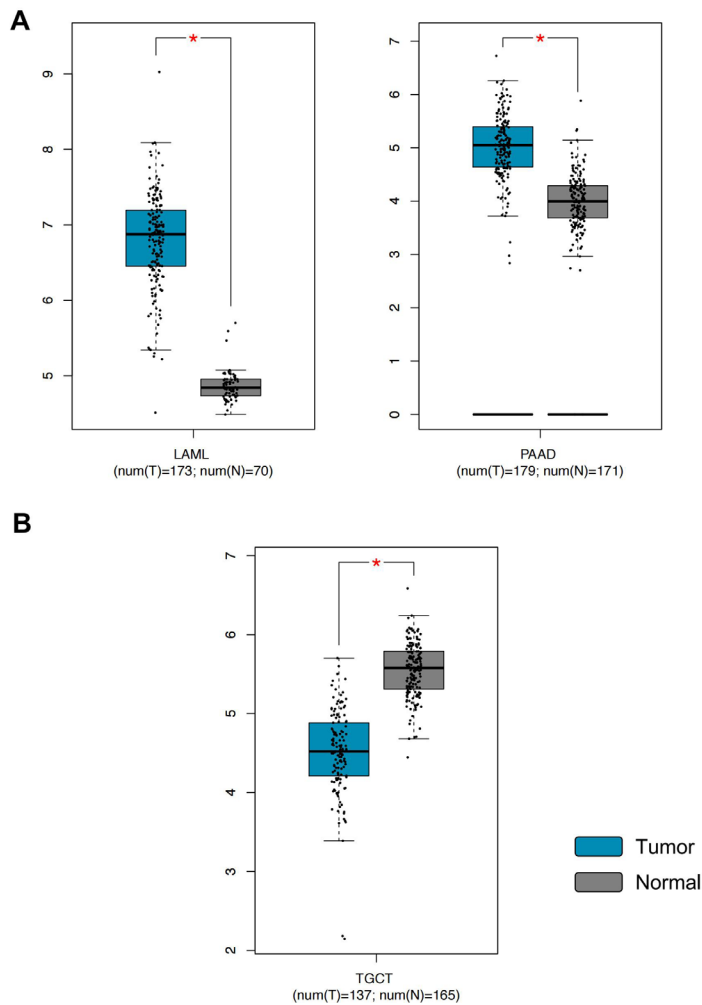 A
*
9
8
7
6
5
LAML
(num(T)=173; num(N)=70)
*
7
6
5
4
3
2
1
0
PAAD
(num(T)=179; num(N)=171)
B
*
7
6
5
4
3
2
TGCT
(num(T)=137; num(N)=165)
Tumor
Normal